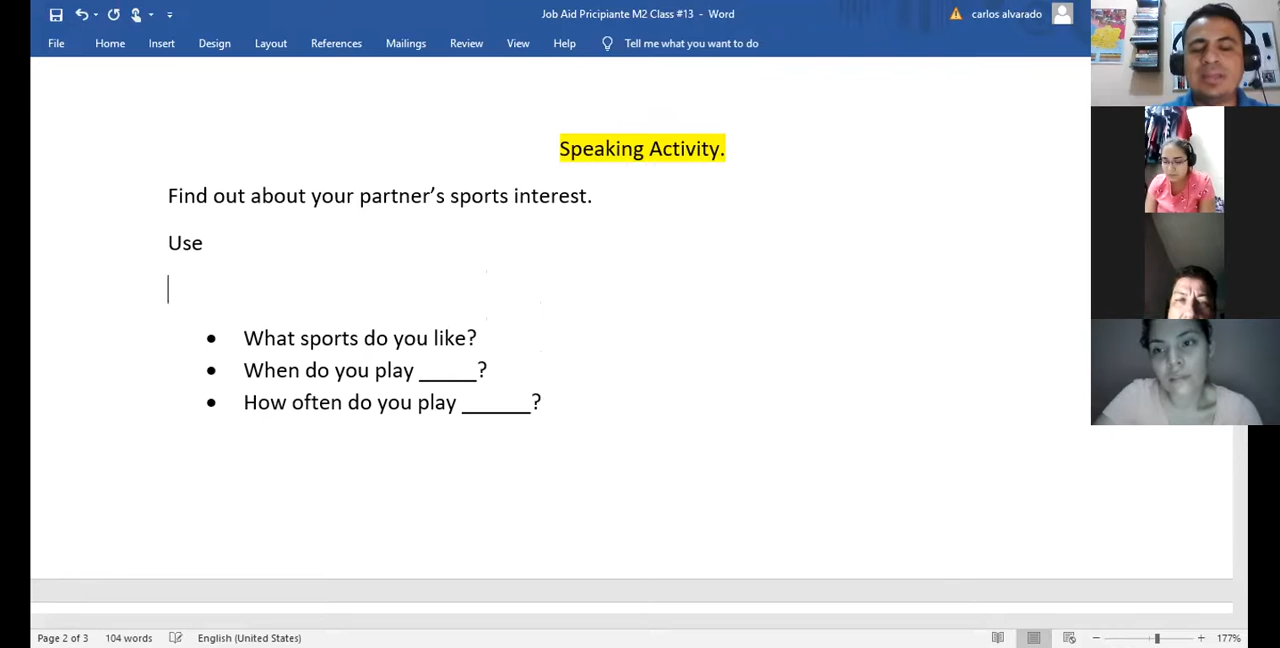 Job Aid Pricipiante M2 Class #13 - Word
carlos alvarado
File Home Insert Design Layout References Mailings Review View Help Tell me what you want to do
Speaking Activity.
Find out about your partner’s sports interest.
Use
• What sports do you like?
• When do you play _____?
• How often do you play ______?
Page 2 of 3 104 words English (United States) 177%